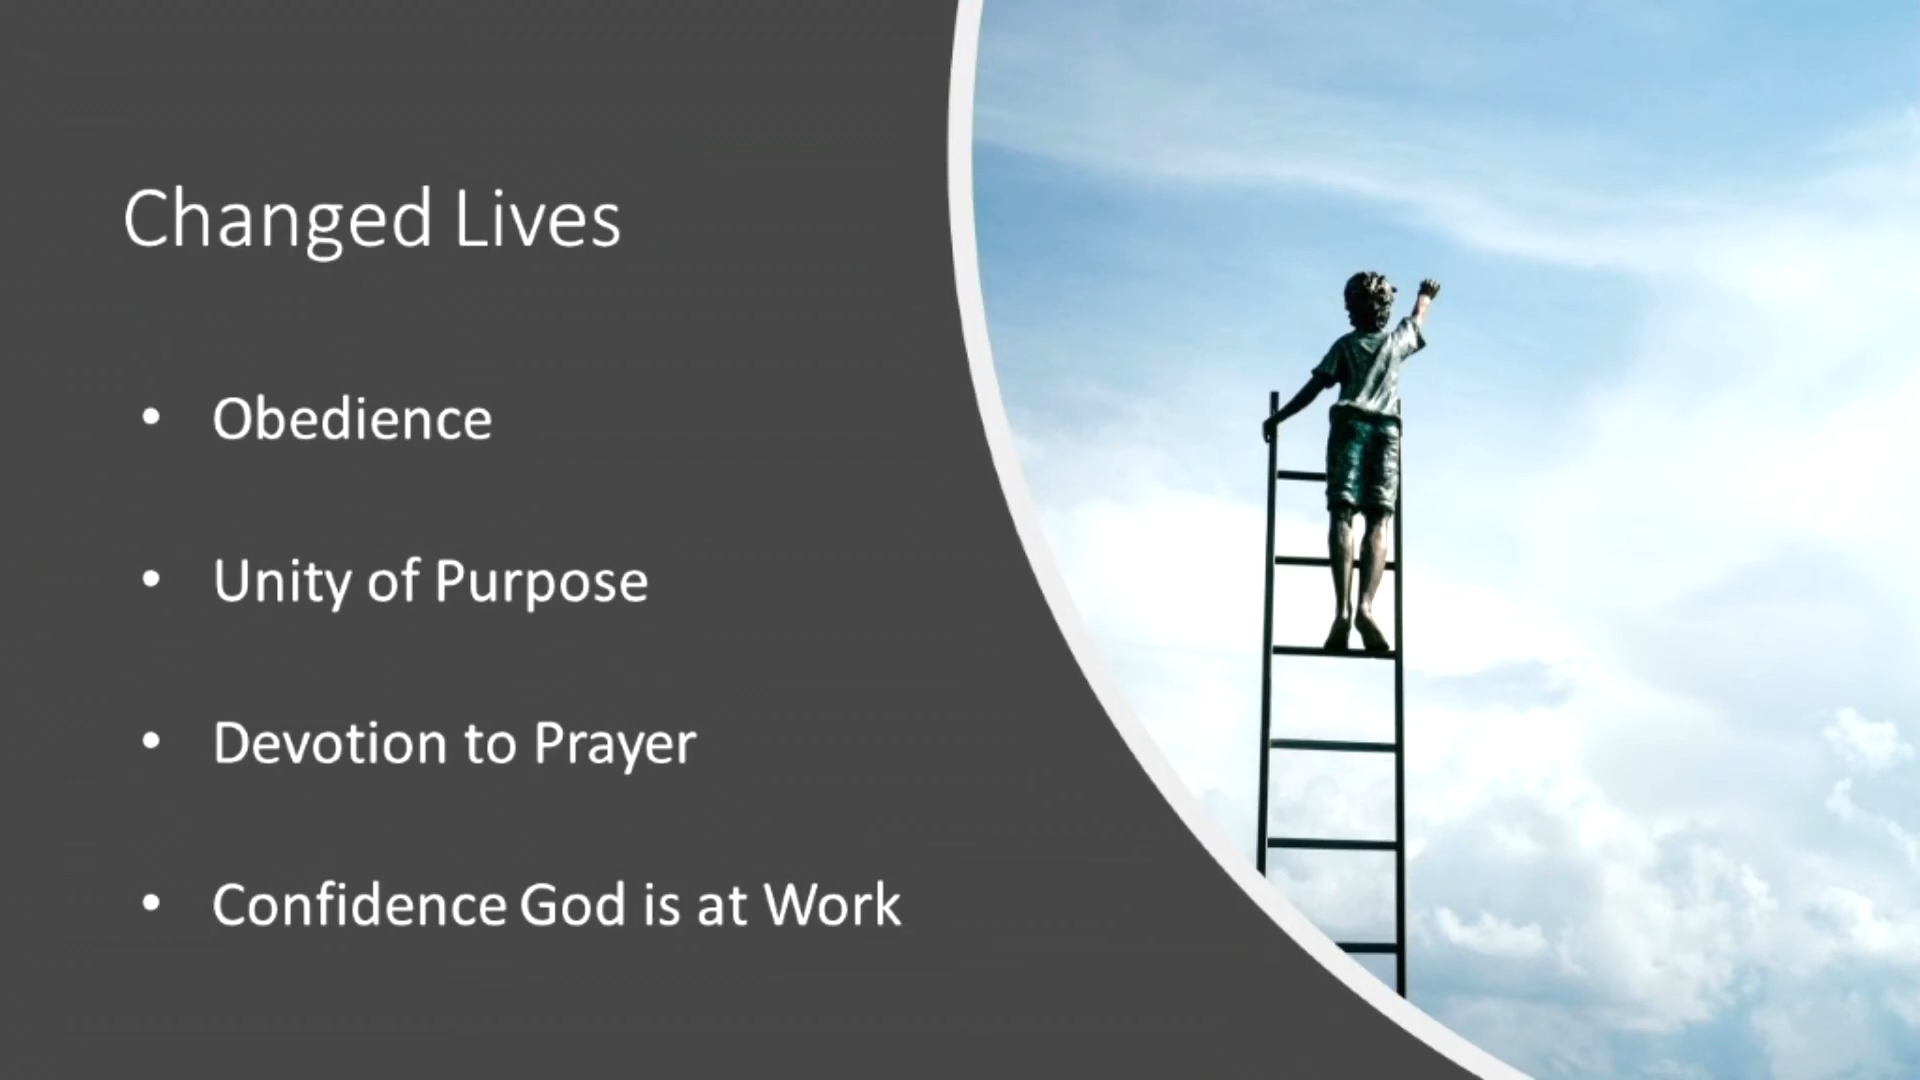 Changed Lives
• Obedience
• Unity of Purpose
• Devotion to Prayer
• Confidence God is at Work